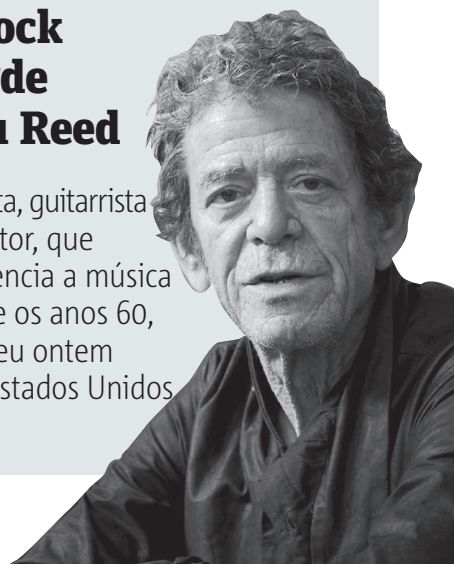 ock
de
u Reed
ta, guitarrista
tor, que
encia a música
e os anos 60,
eu ontem
stados Unidos